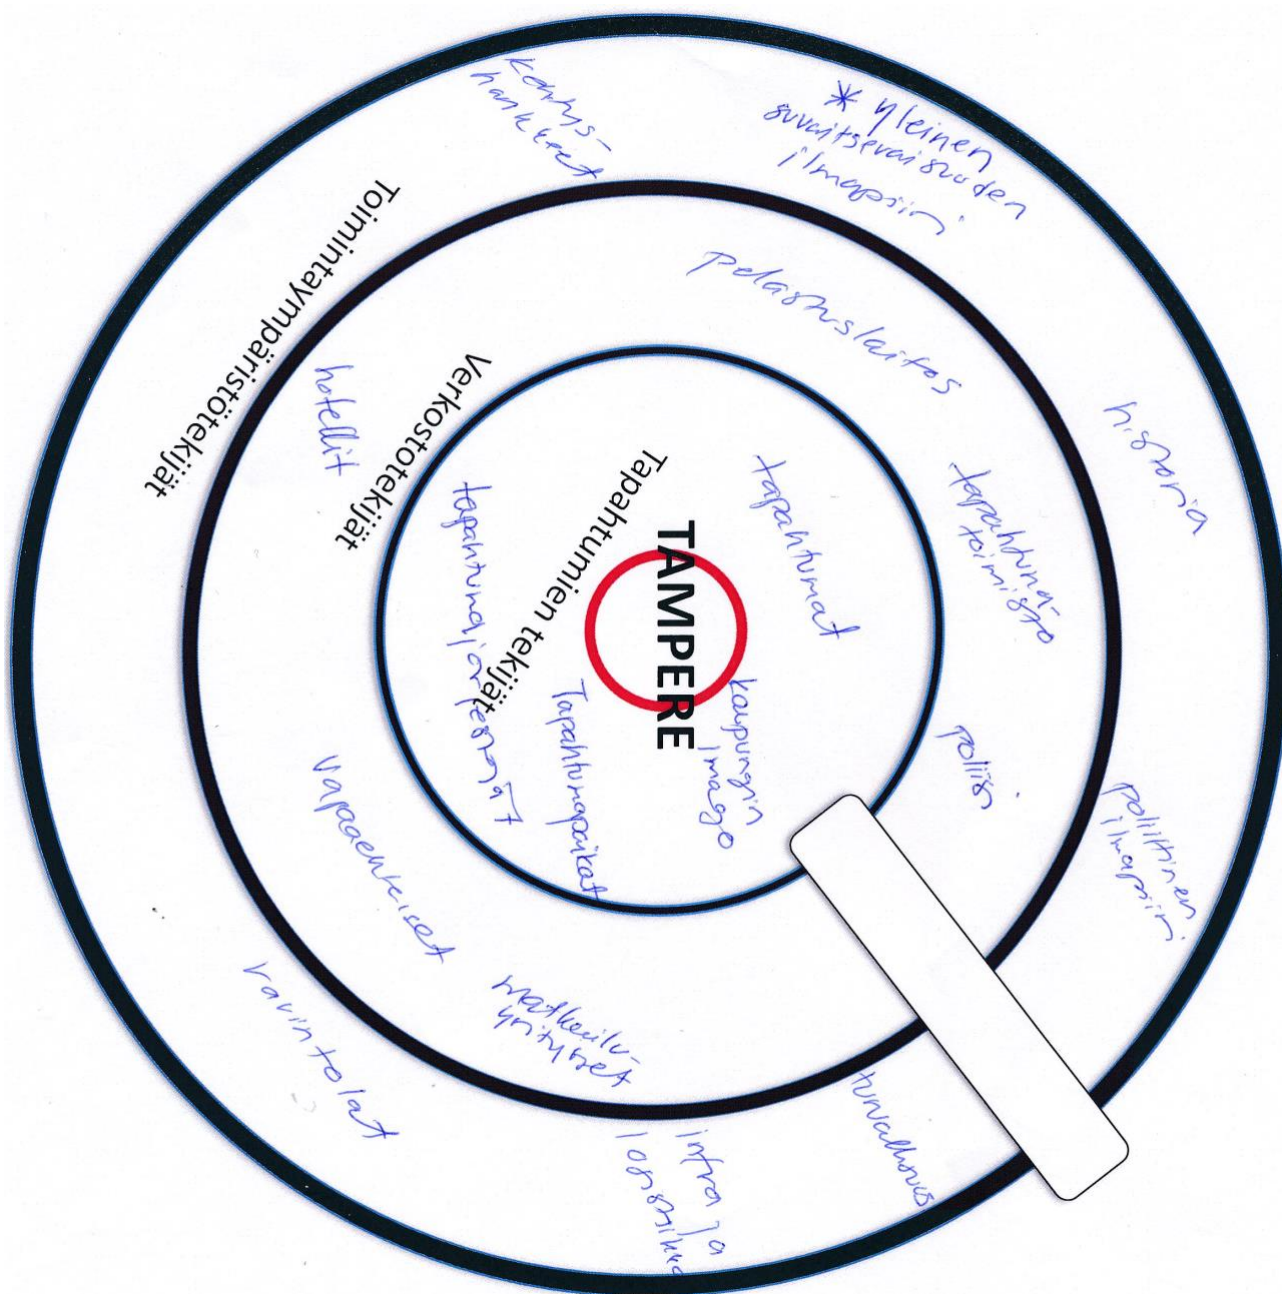 TAMPERE
Tapahtumien tekijät
Verkostotekijät
Toimintaympäristötekijät
tapahtumat
kaupungin
imago
Tapahtumapaikat
tapahtumajärjestäjät
pelastuslaitos
tapahtuma-
toimisto
poliisi
matkailu-
yritykset
vapaaehtoiset
hotellit
* yleinen
suvaitsevaisuuden
ilmapiiri
historia
poliittinen
ilmapiiri
turvallisuus
infra ja
logistiikka
ravintolat
kehitys-
hankkeet